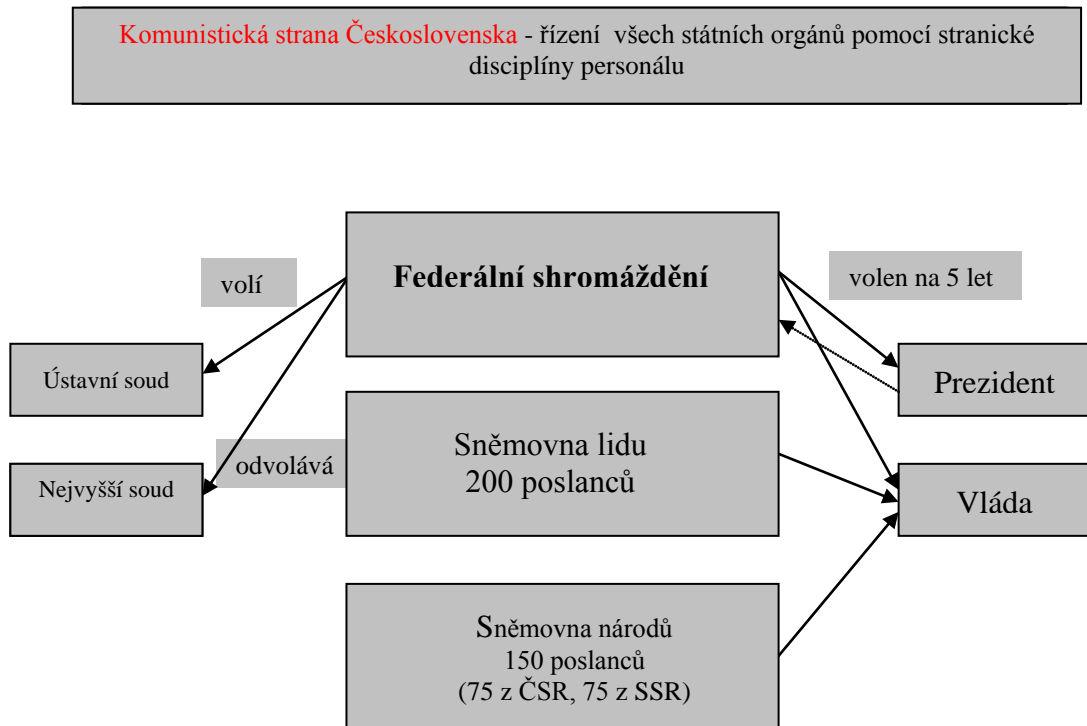 Komunistická strana Československa - řízení  všech státních orgánů pomocí stranické
disciplíny personálu
Federální shromáždění
volí
volen na 5 let
Ústavní soud
Prezident
Sněmovna lidu
200 poslanců
odvolává
Nejvyšší soud
Vláda
Sněmovna národů
150 poslanců
(75 z ČSR, 75 z SSR)